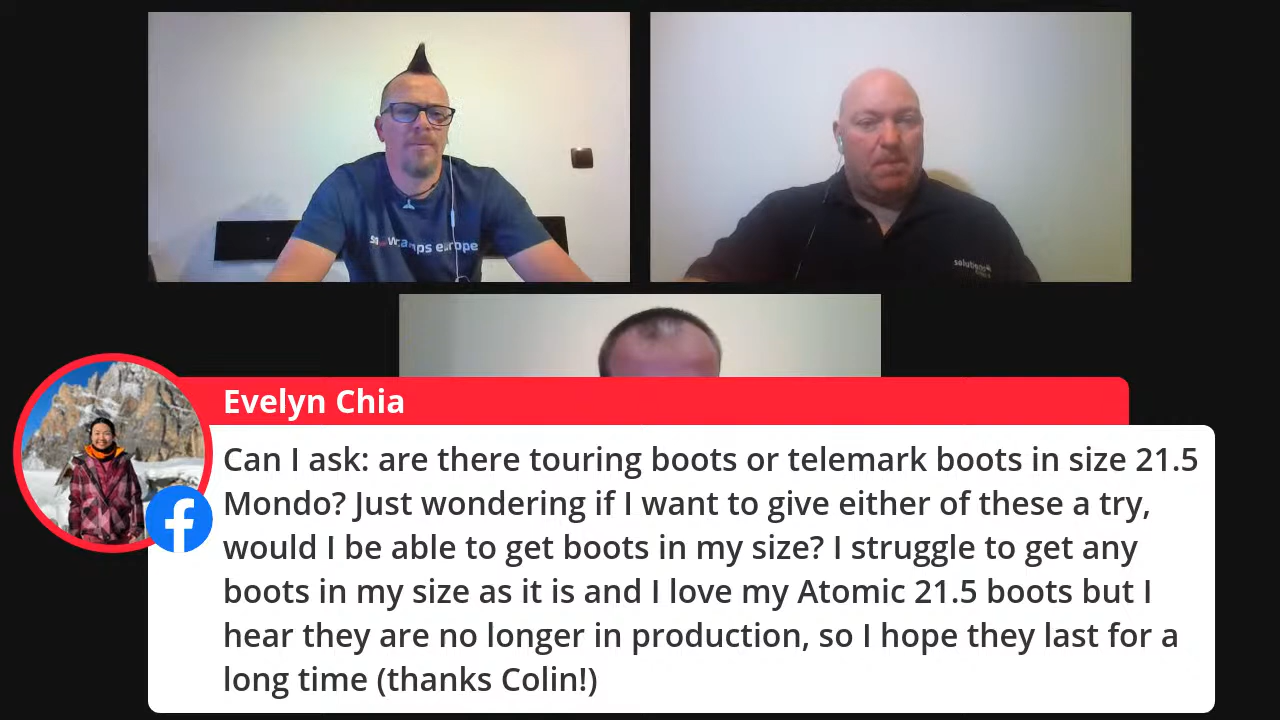 snowcamps europe
solutions
Evelyn Chia
Can I ask: are there touring boots or telemark boots in size 21.5
Mondo? Just wondering if I want to give either of these a try,
would I be able to get boots in my size? I struggle to get any
boots in my size as it is and I love my Atomic 21.5 boots but I
hear they are no longer in production, so I hope they last for a
long time (thanks Colin!)